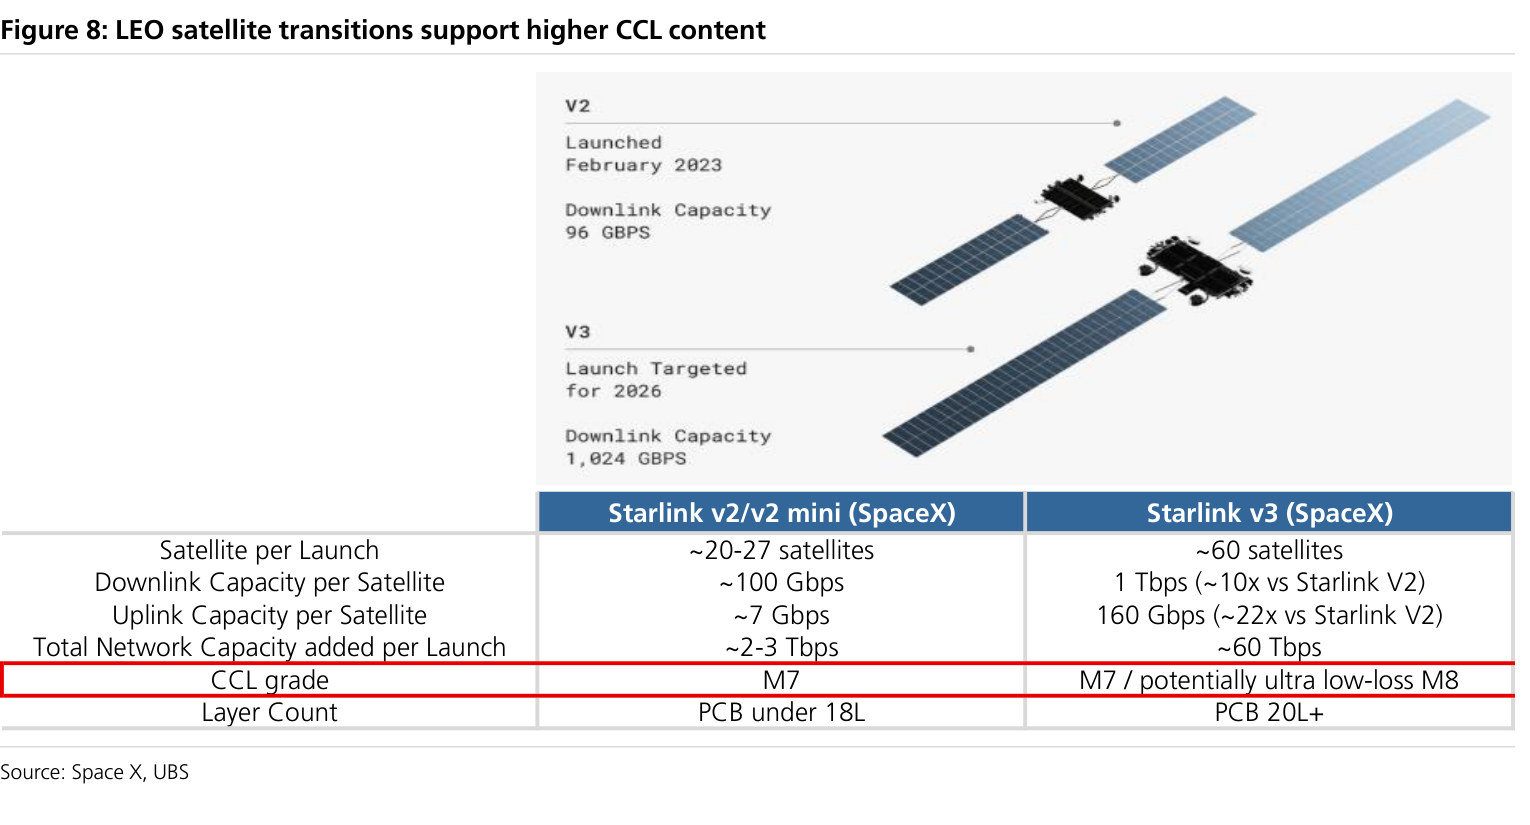 Figure 8: LEO satellite transitions support higher CCL content
V2
Launched
February 2023
Downlink Capacity
96 GBPS
V3
Launch Targeted
for 2026
Downlink Capacity
1,024 GBPS
Starlink v2/v2 mini (SpaceX) Starlink v3 (SpaceX)
Satellite per Launch ~20-27 satellites ~60 satellites
Downlink Capacity per Satellite ~100 Gbps 1 Tbps (~10x vs Starlink V2)
Uplink Capacity per Satellite ~7 Gbps 160 Gbps (~22x vs Starlink V2)
Total Network Capacity added per Launch ~2-3 Tbps ~60 Tbps
CCL grade M7 M7 / potentially ultra low-loss M8
Layer Count PCB under 18L PCB 20L+
Source: Space X, UBS